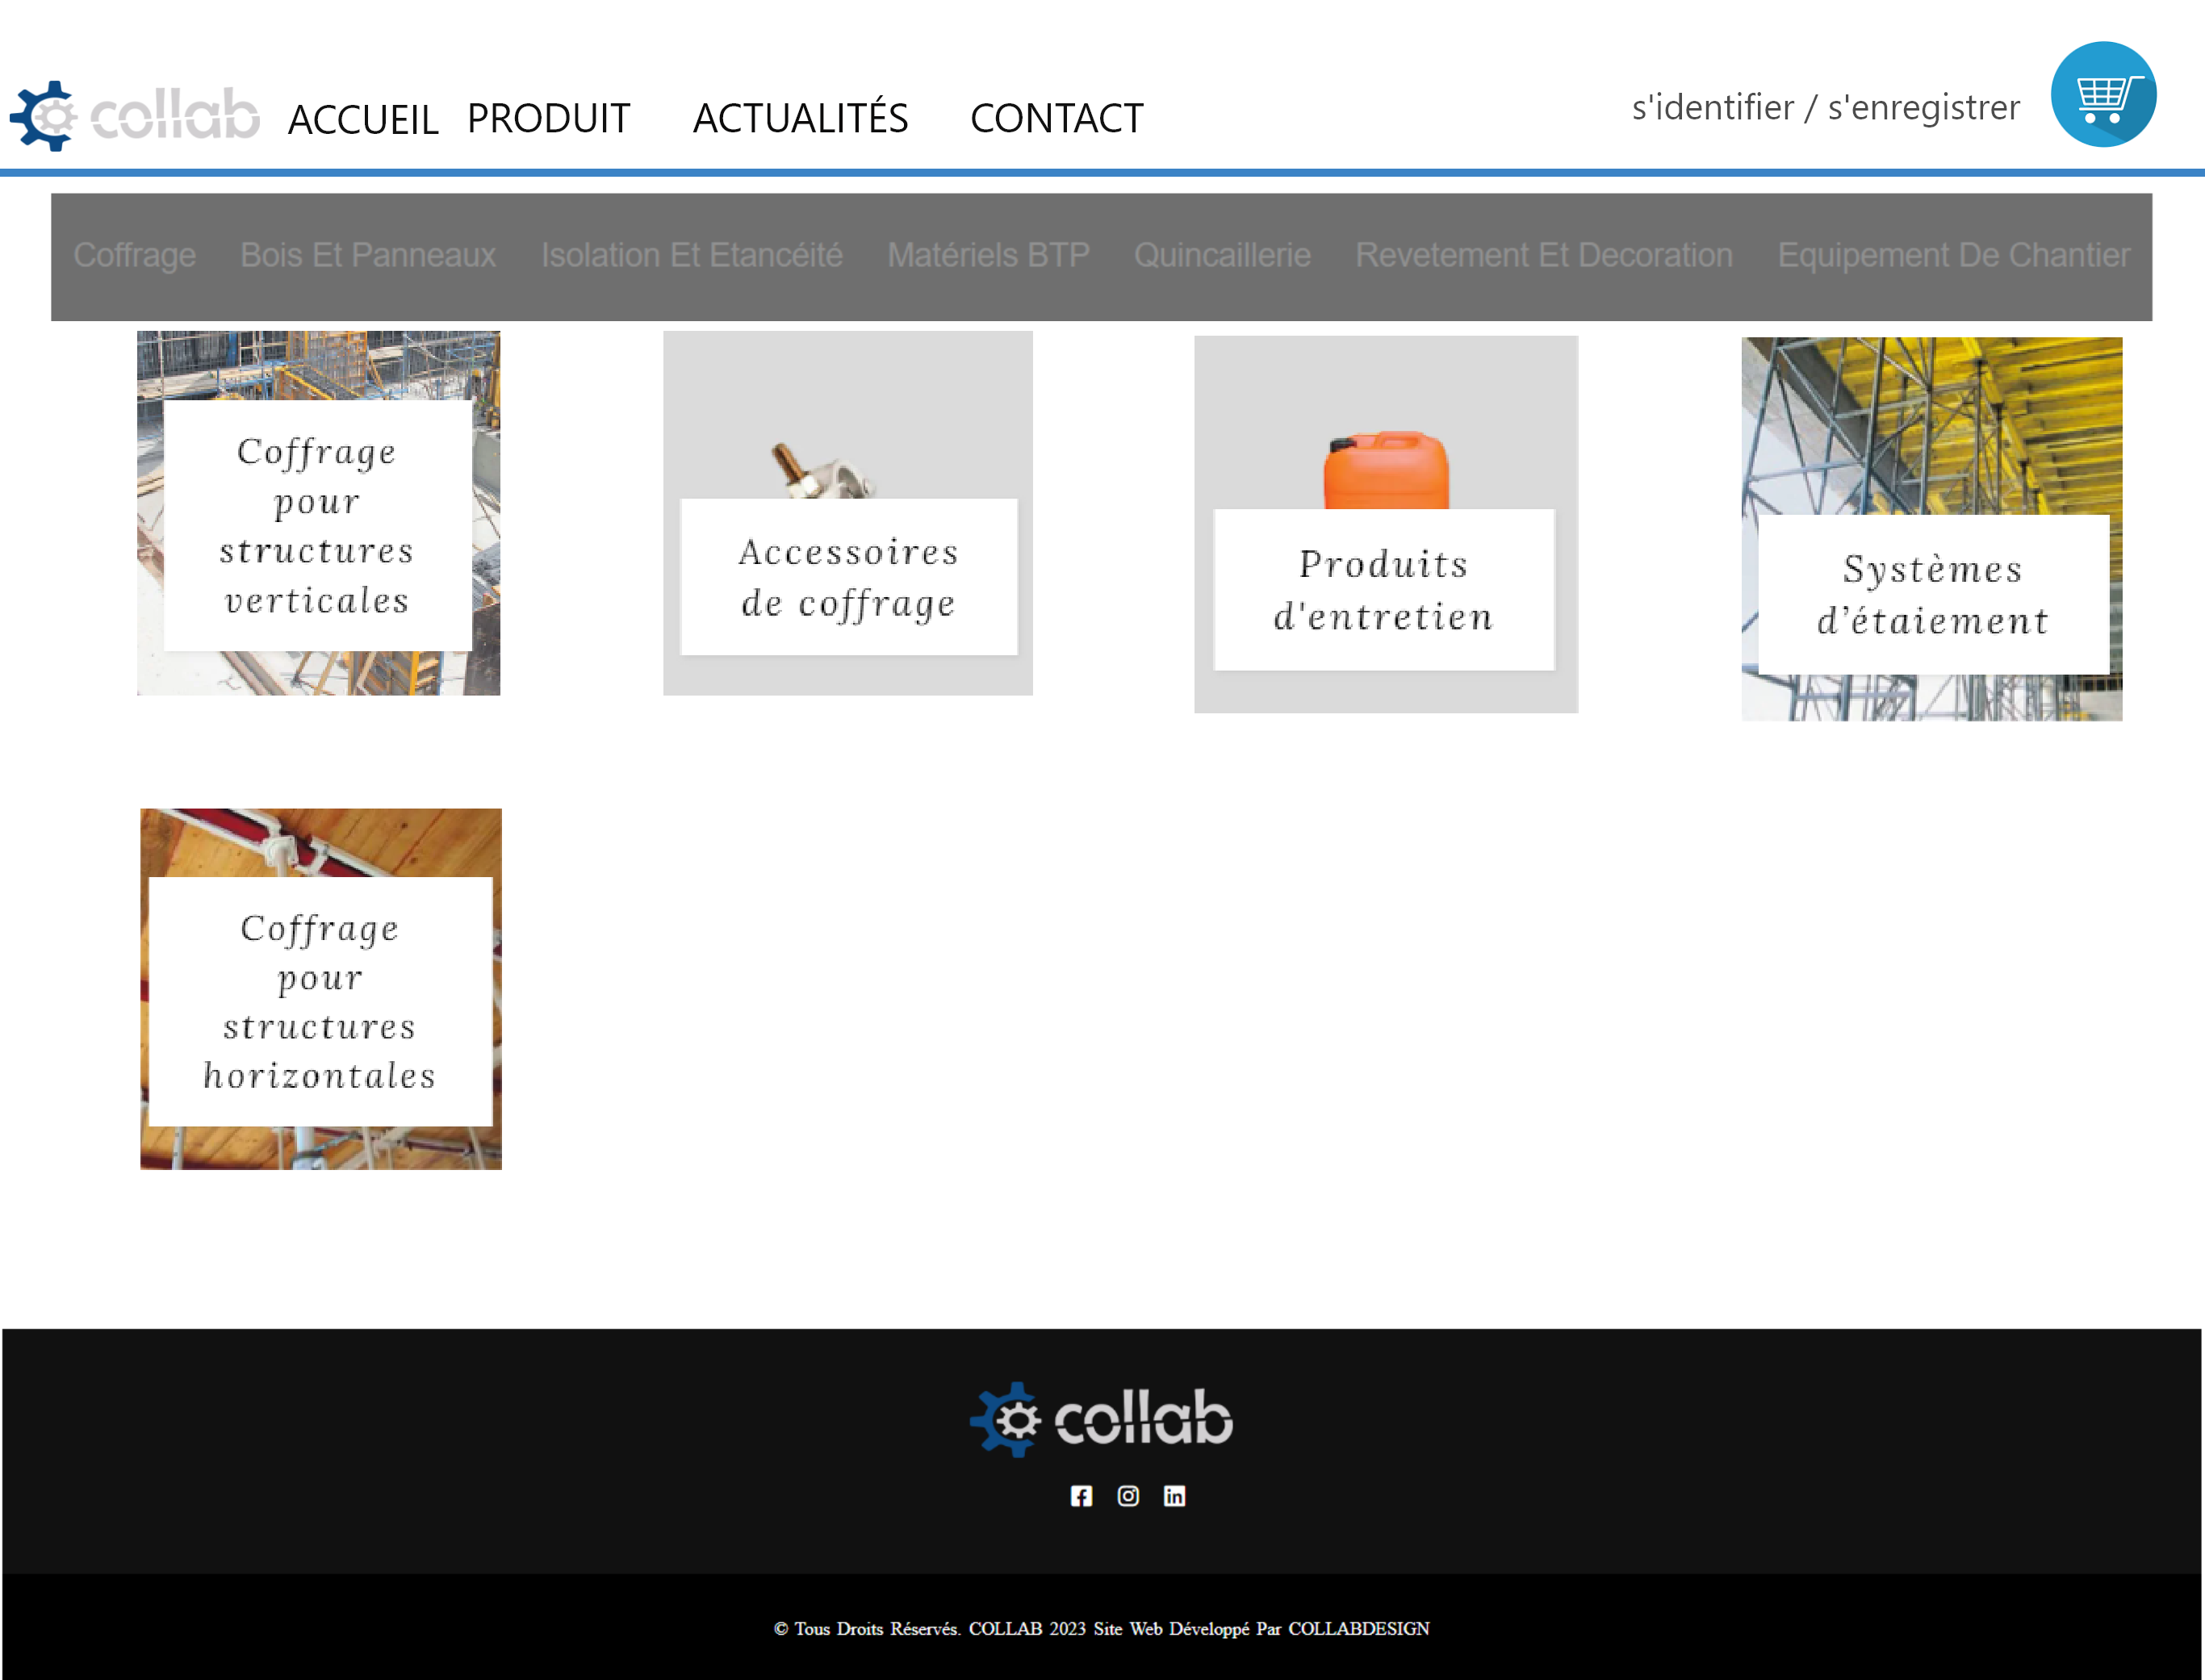 collab ACCUEIL PRODUIT ACTUALITÉS CONTACT s'identifier / s'enregistrer
Coffrage Bois Et Panneaux Isolation Et Etancéité Matériels BTP Quincaillerie Revetement Et Decoration Equipement De Chantier
Coffrage
pour
structures
verticales
Accessoires
de coffrage
Produits
d'entretien
Systèmes
d’étaiement
Coffrage
pour
structures
horizontales
collab
© Tous Droits Réservés. COLLAB 2023 Site Web Développé Par COLLABDESIGN